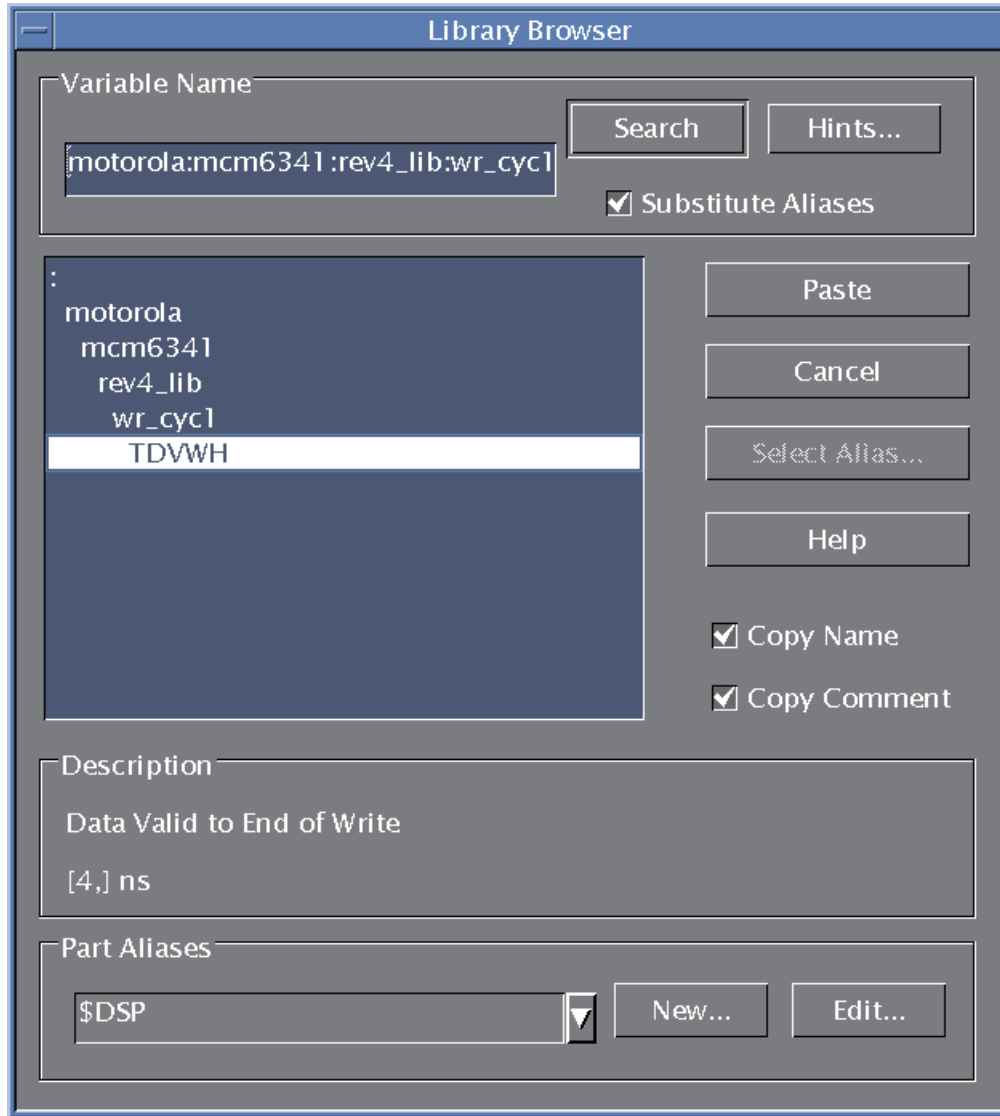 Library Browser
Variable Name
Search
Hints...
motorola:mcm6341:rev4_lib:wr_cyc1
Substitute Aliases
:
motorola
mcm6341
rev4_lib
wr_cyc1
TDVWH
Paste
Cancel
Select Alias...
Help
Copy Name
Copy Comment
Description
Data Valid to End of Write
[4,] ns
Part Aliases
$DSP
New...
Edit...